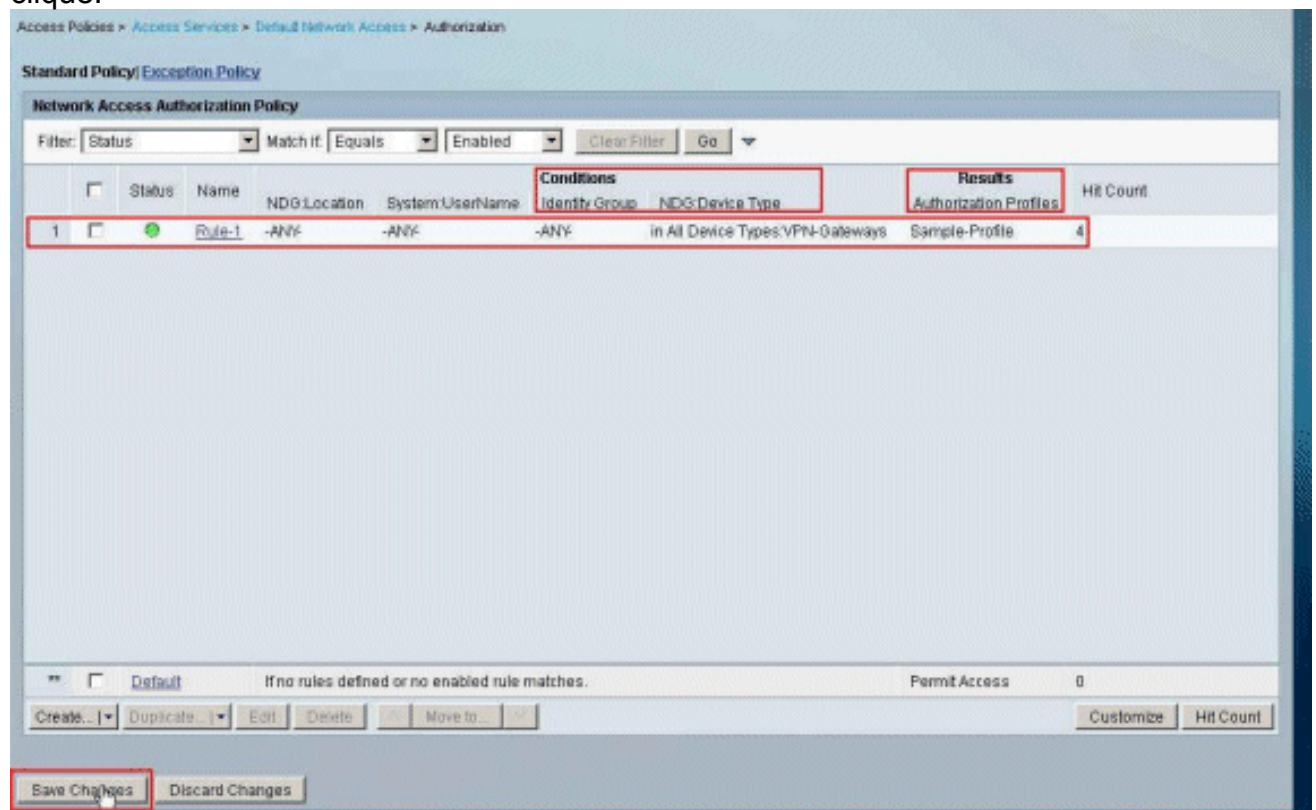 clique.
Access Policies > Access Services > Default Network Access > Authorization
Standard Policy| Exception Policy
Network Access Authorization Policy
Filter: Status Match if: Equals Enabled Clear Filter Go
Conditions Results
Status Name NDG:Location System:UserName Identity Group NDG:Device Type Authorization Profiles Hit Count
1 Rule-1 -ANY- -ANY- -ANY- in All Device Types:VPN-Gateways Sample-Profile 4
** Default If no rules defined or no enabled rule matches. Permit Access 0
Create... Duplicate... Edit Delete Move to... Customize Hit Count
Save Changes Discard Changes